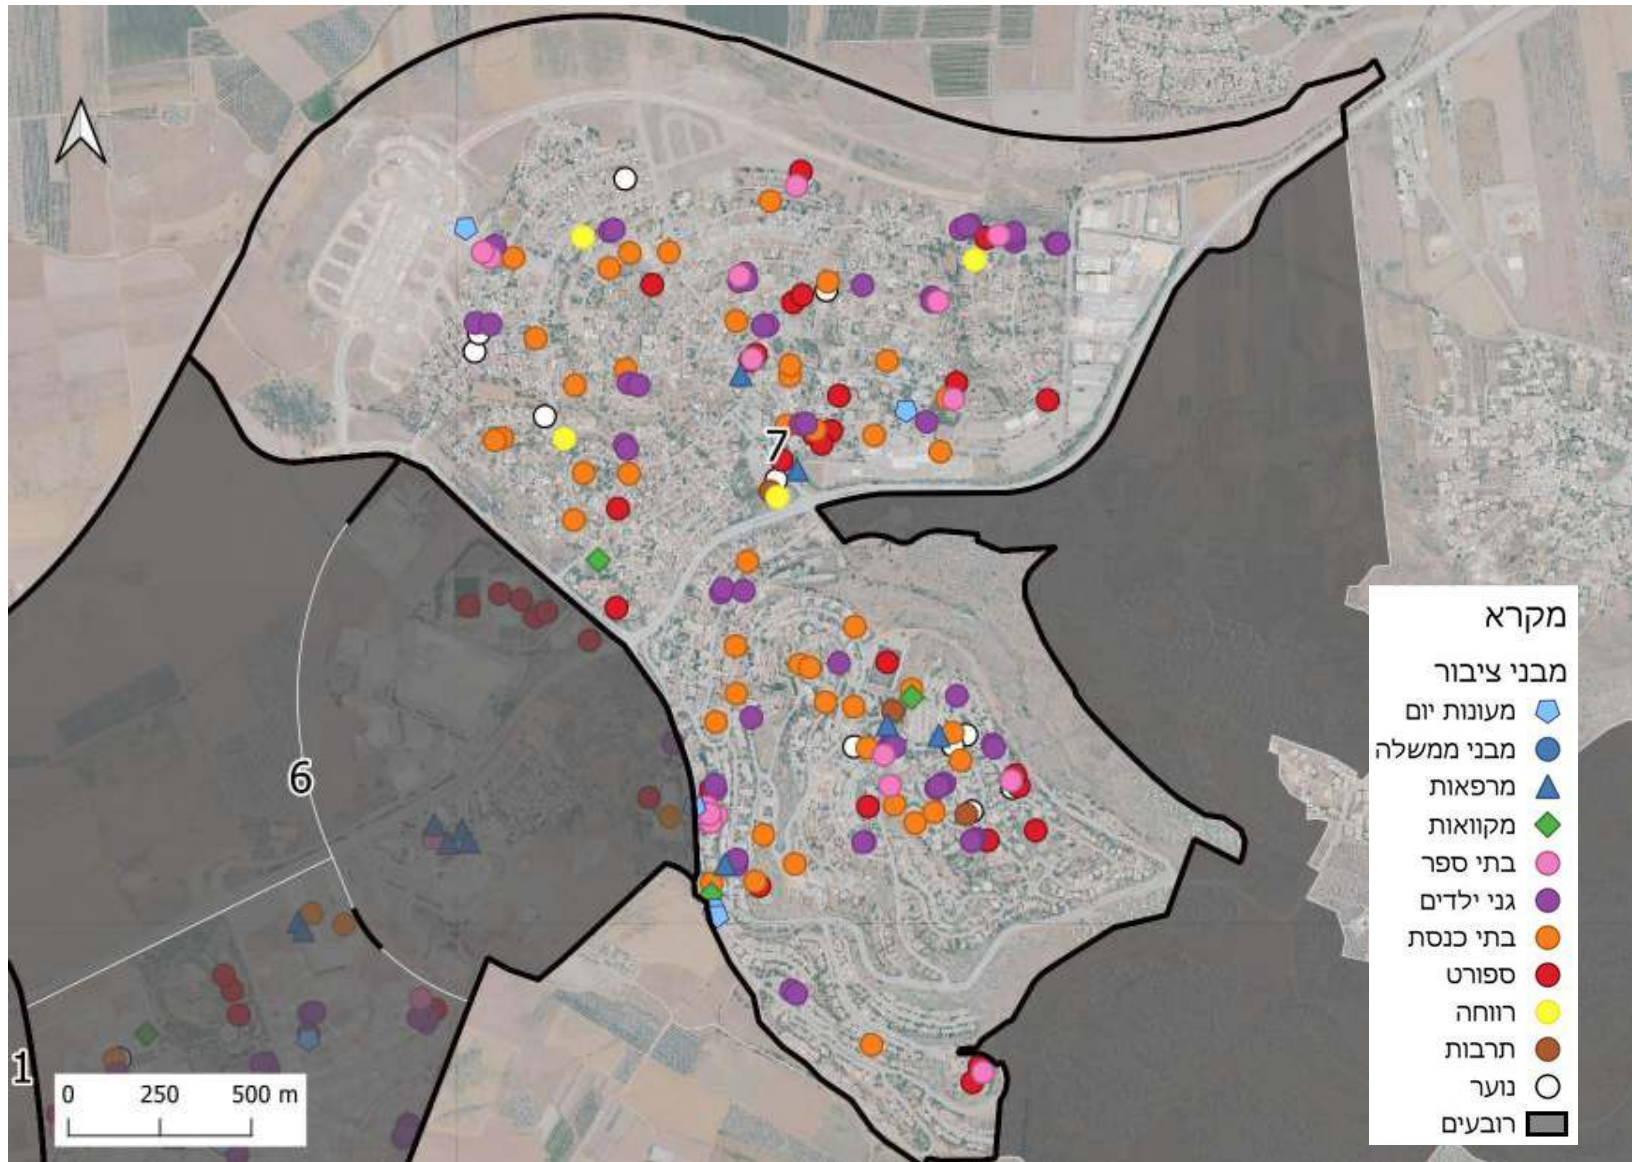 7
6
1
0 250 500 m
מקרא
מבני ציבור
מעונות יום
מבני ממשלה
מרפאות
מקוואות
בתי ספר
גני ילדים
בתי כנסת
ספורט
רווחה
תרבות
נוער
רובעים